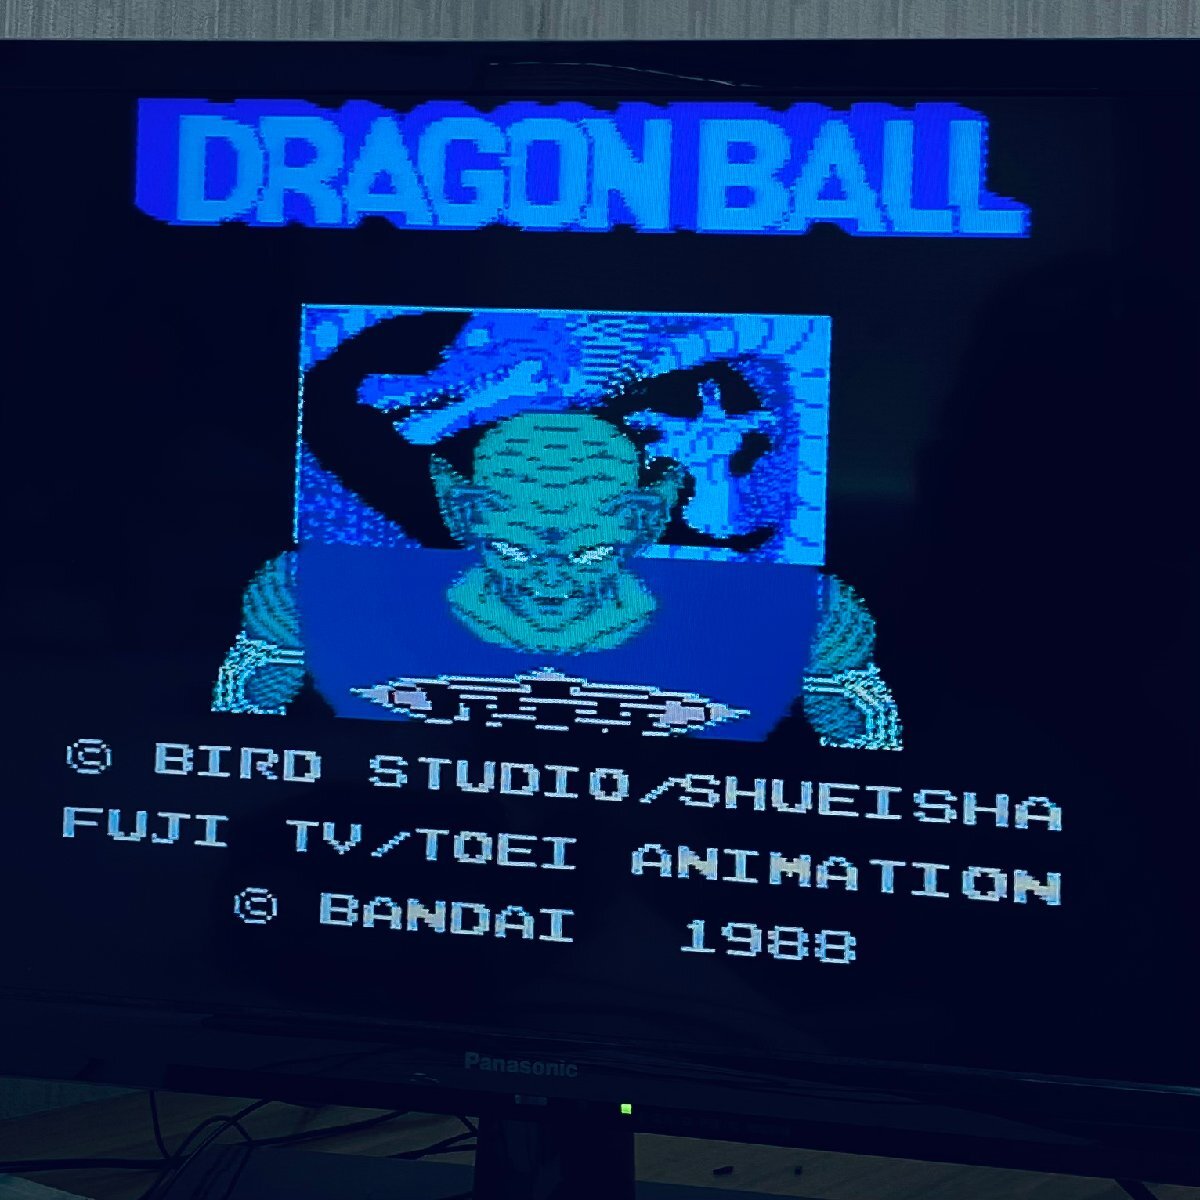 DRAGON BALL
© BIRD STUDIO/SHUEISHA
FUJI TV/TOEI ANIMATION
© BANDAI 1988
Panasonic